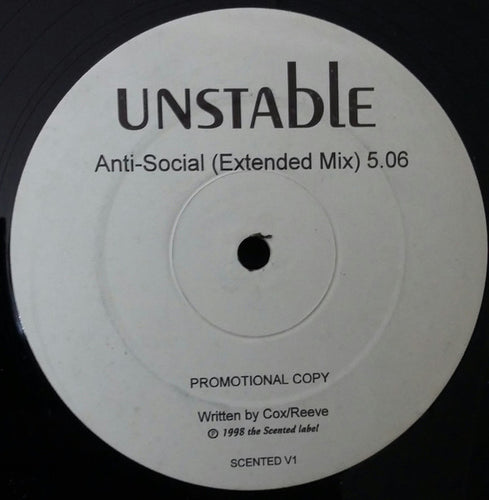 UNSTAblE
Anti-Social (Extended Mix) 5.06
PROMOTIONAL COPY
Written by Cox/Reeve
℗ 1998 the Scented label
SCENTED V1